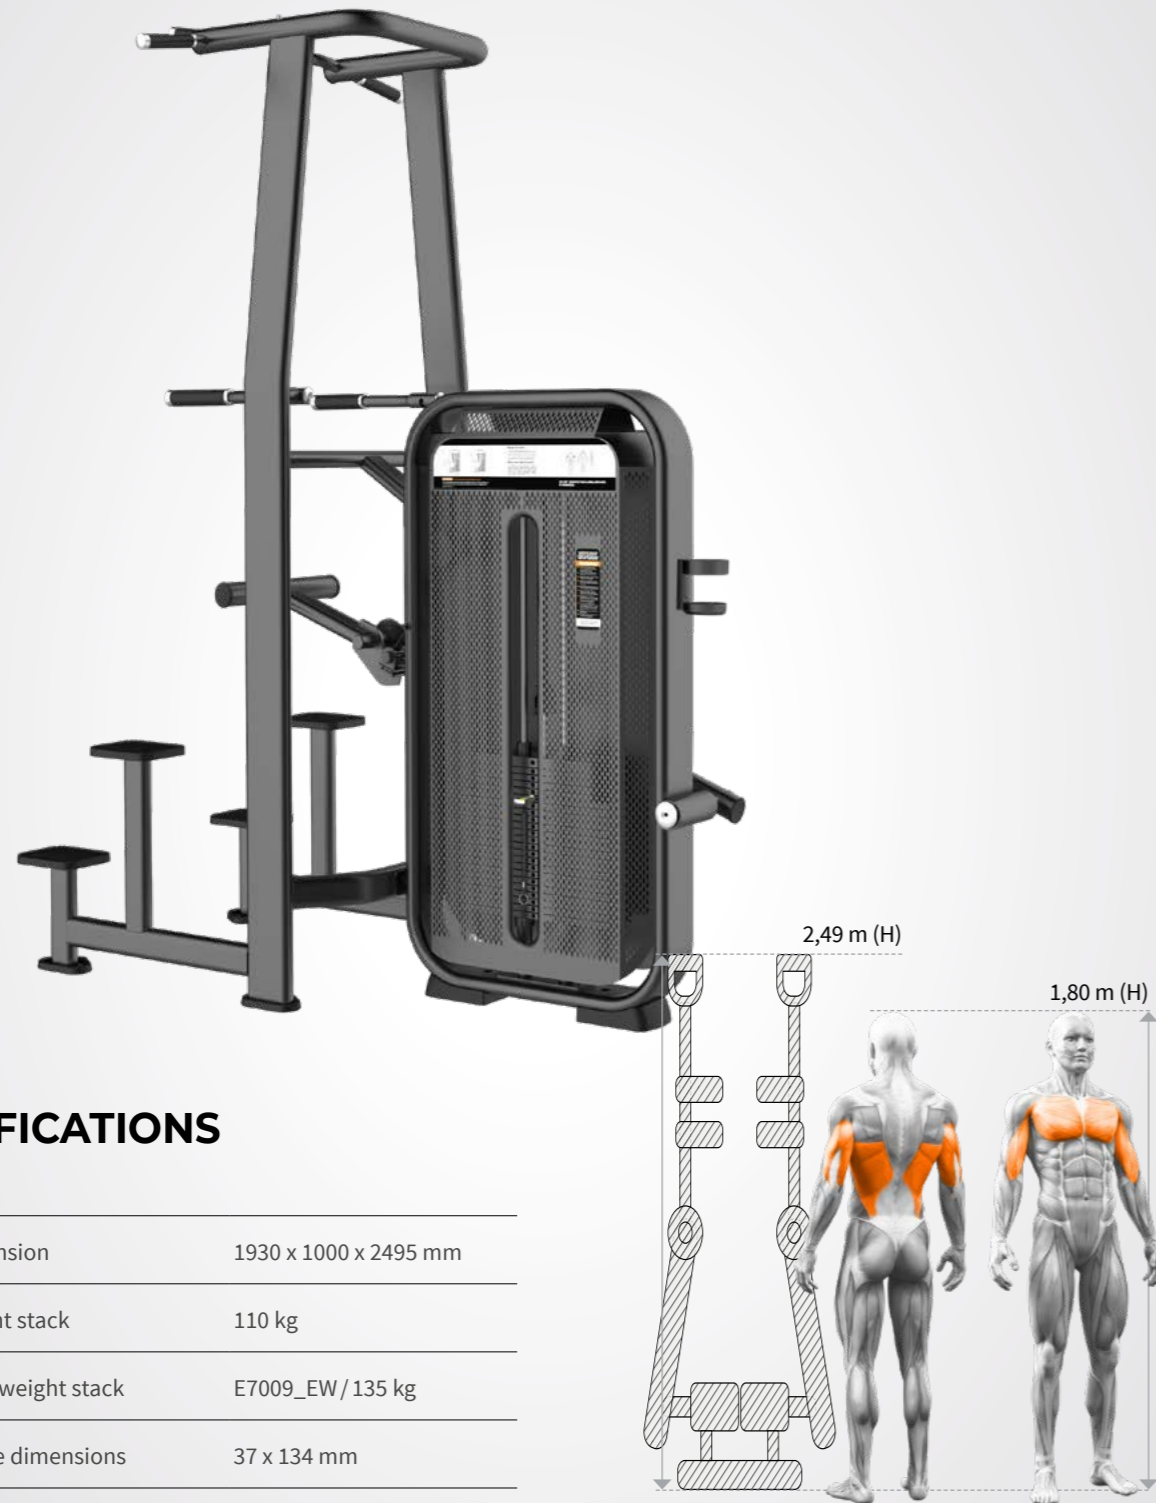 2,49 m (H)
1,80 m (H)
FICATIONS
nsion 1930 x 1000 x 2495 mm
nt stack 110 kg
weight stack E7009_EW / 135 kg
e dimensions 37 x 134 mm